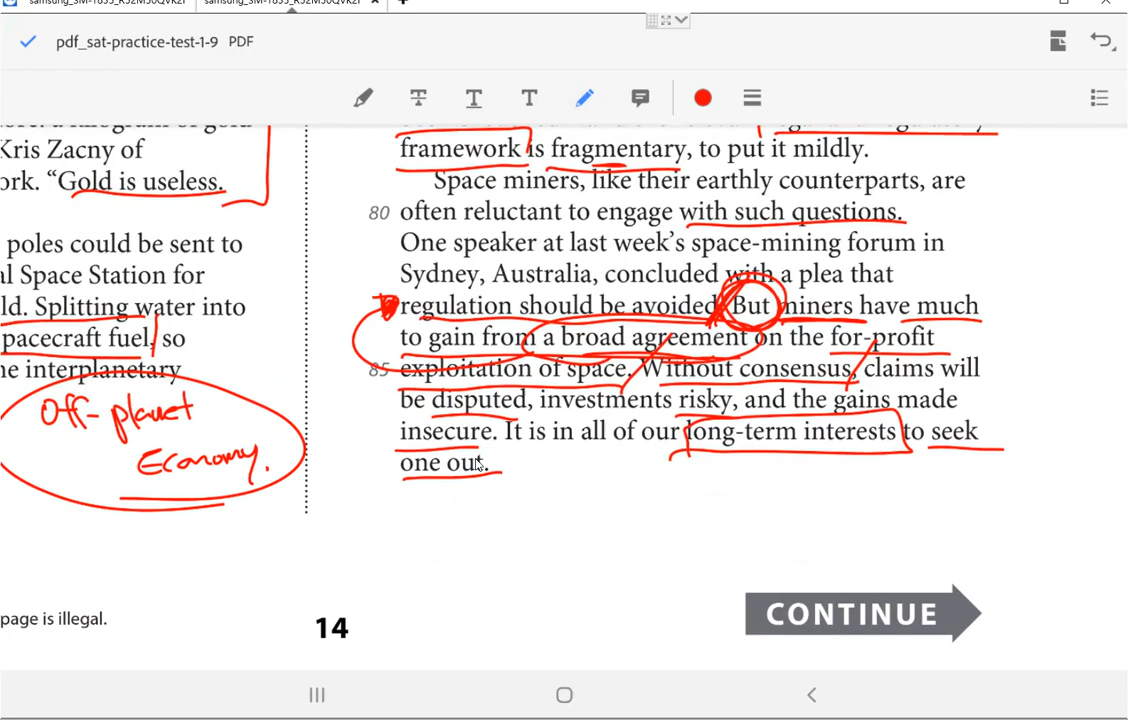 samsung_SM-T835_R52M50QVK2F
samsung_SM-T835_R52M50QVK2F
pdf_sat-practice-test-1-9 PDF
Kris Zacny of
ork. “Gold is useless.
poles could be sent to
al Space Station for
ld. Splitting water into
pacecraft fuel, so
ne interplanetary
Off-planet
Economy.
page is illegal.
framework is fragmentary, to put it mildly.
Space miners, like their earthly counterparts, are
80 often reluctant to engage with such questions.
One speaker at last week’s space-mining forum in
Sydney, Australia, concluded with a plea that
regulation should be avoided. But miners have much
to gain from a broad agreement on the for-profit
85 exploitation of space. Without consensus, claims will
be disputed, investments risky, and the gains made
insecure. It is in all of our long-term interests to seek
one out.
14
CONTINUE